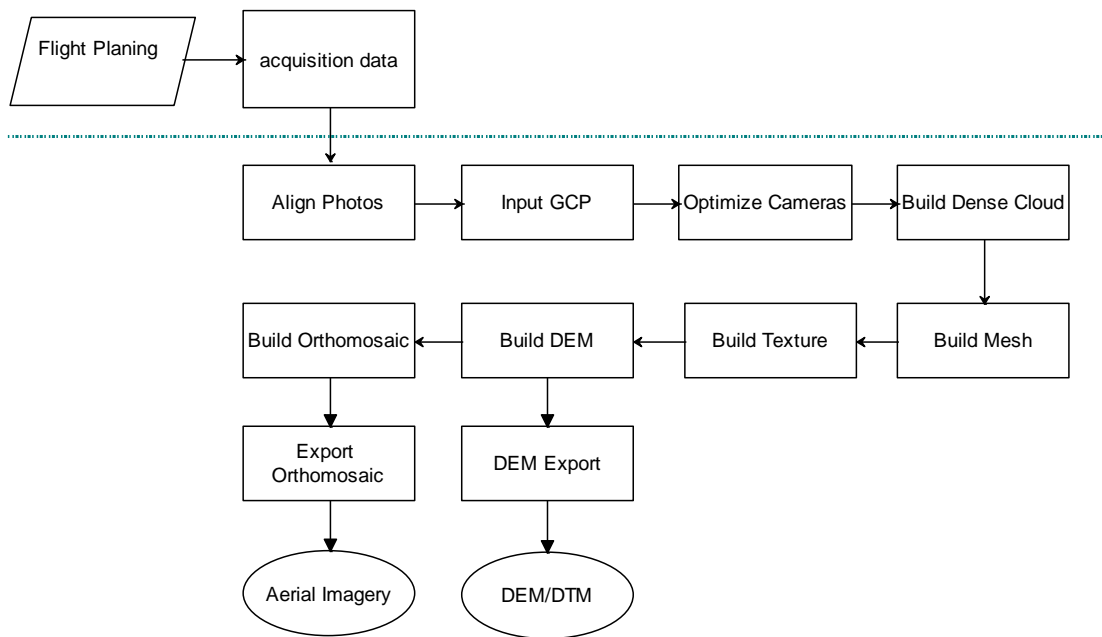 Flight Planing
acquisition data
Align Photos
Input GCP
Optimize Cameras
Build Dense Cloud
Build Orthomosaic
Build DEM
Build Texture
Build Mesh
Export
Orthomosaic
DEM Export
Aerial Imagery
DEM/DTM